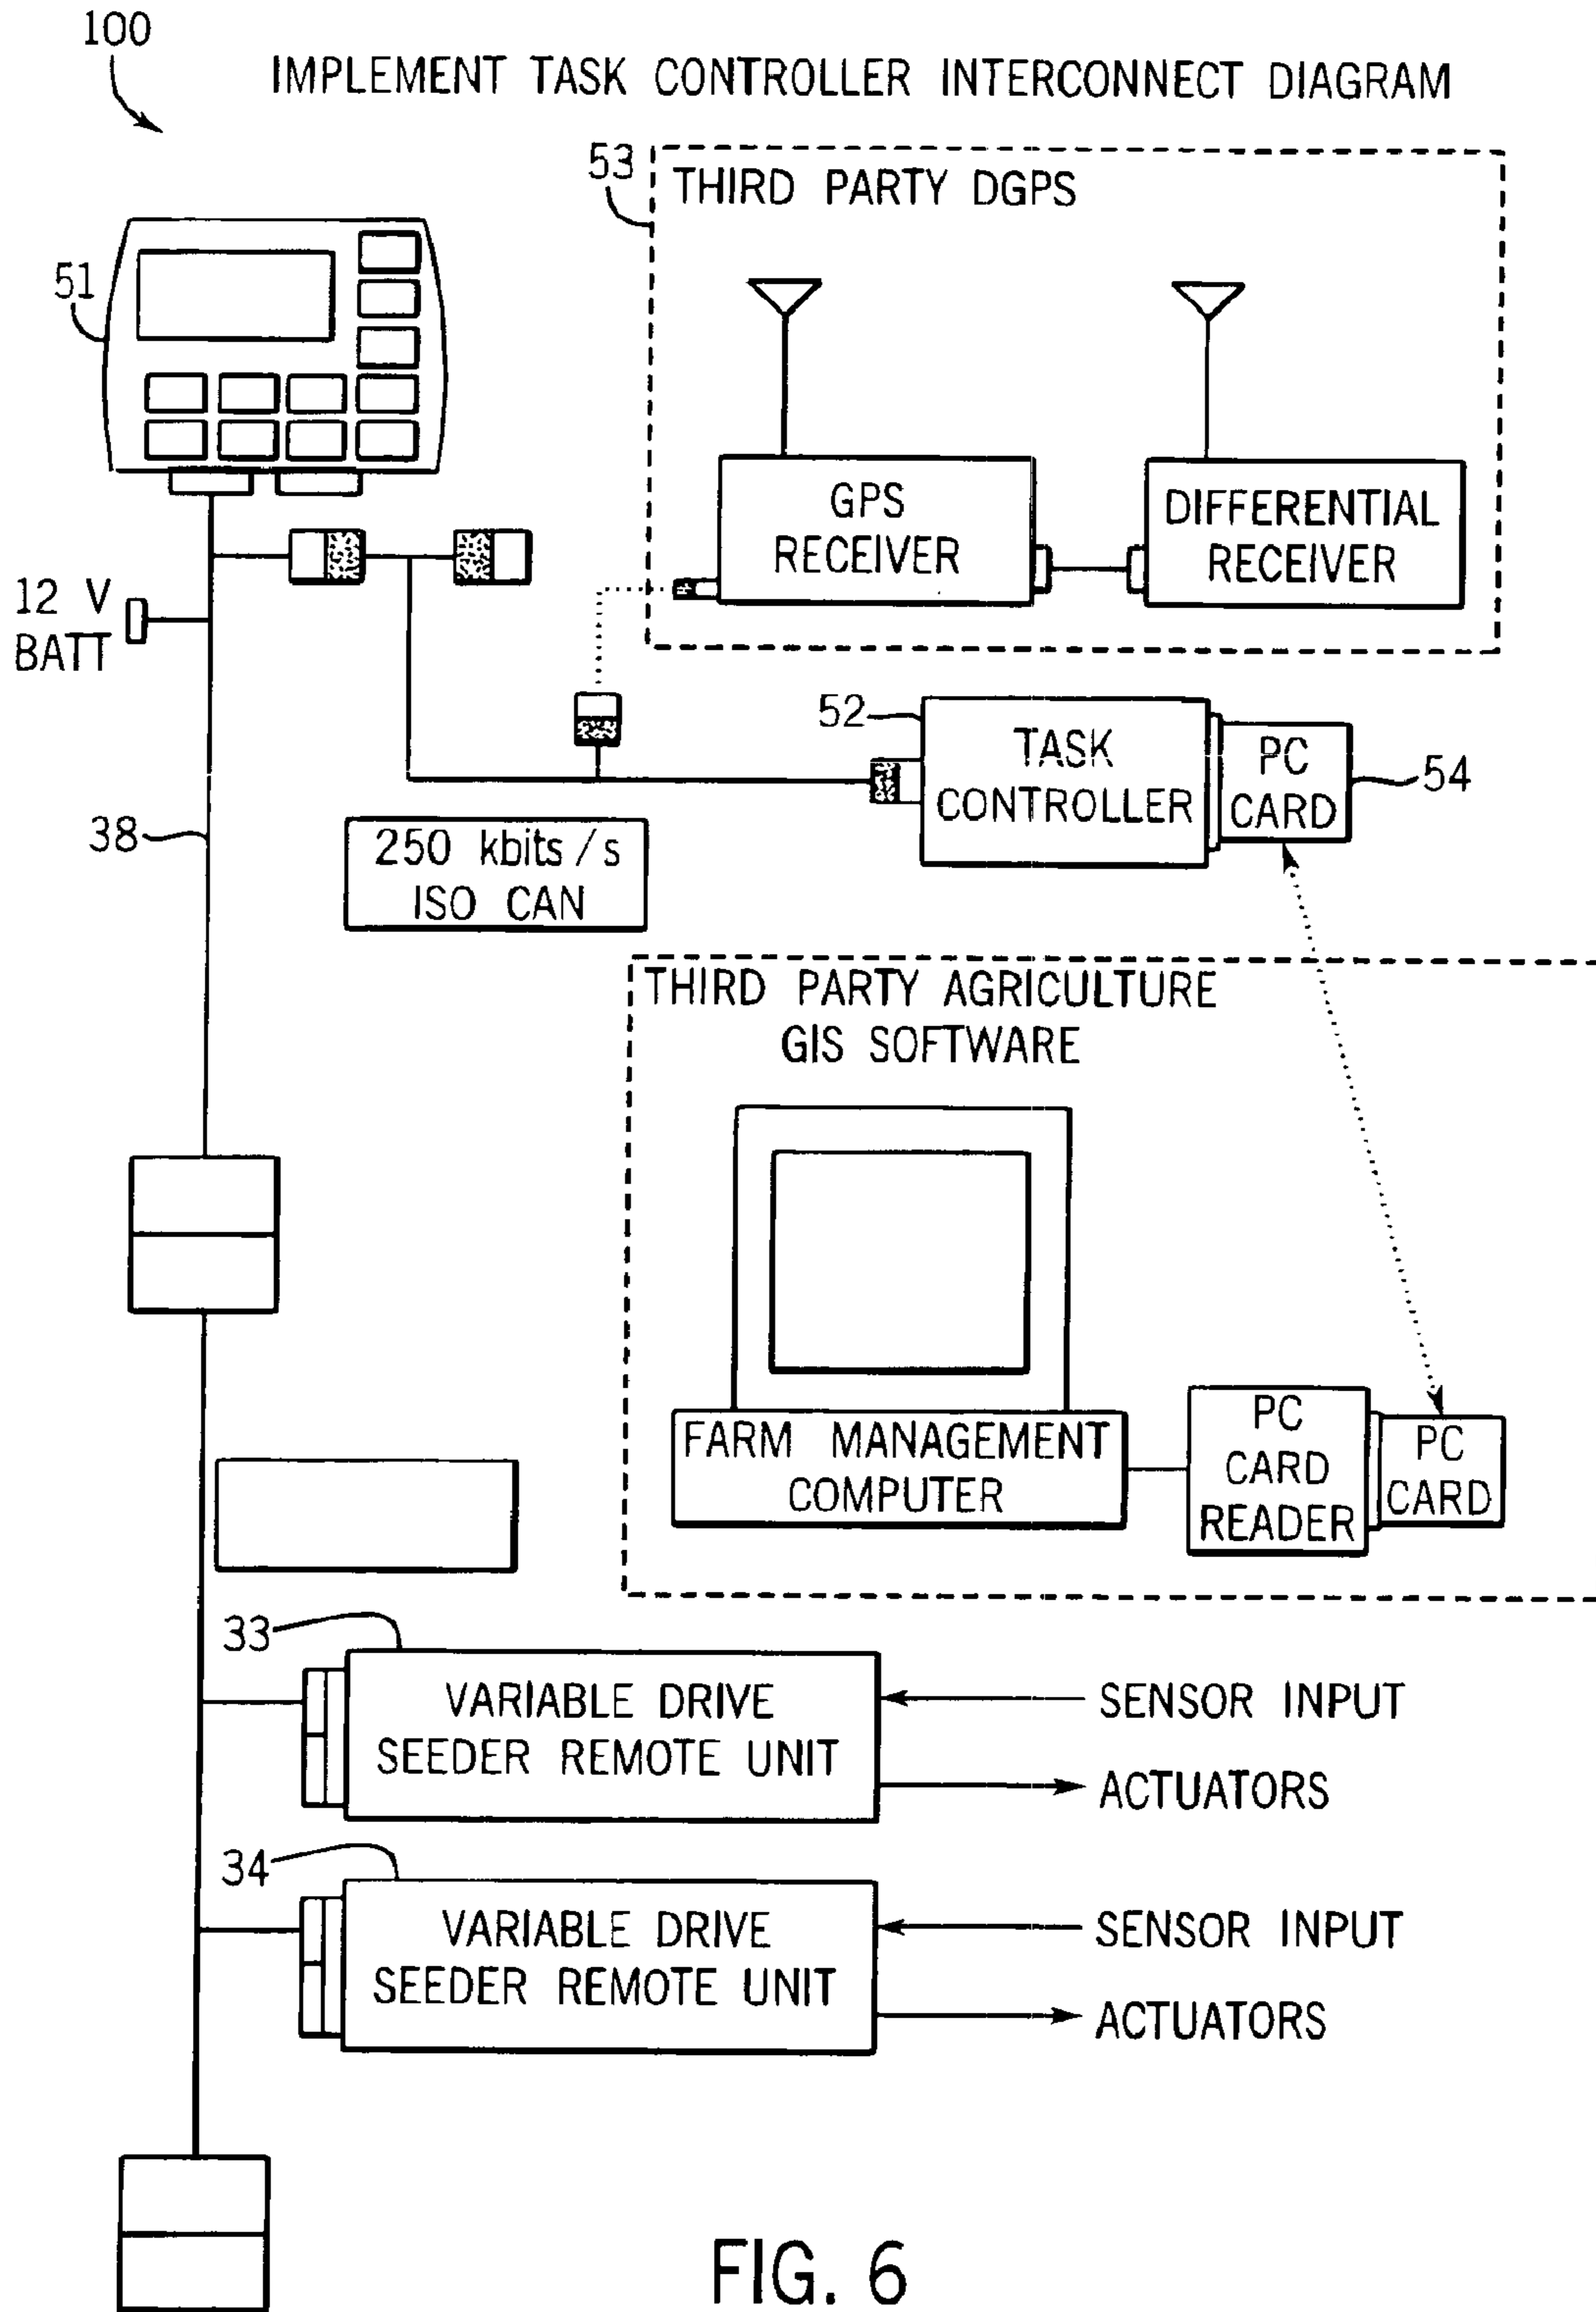 100
IMPLEMENT TASK CONTROLLER INTERCONNECT DIAGRAM
53
THIRD PARTY DGPS
51
GPS
RECEIVER
DIFFERENTIAL
RECEIVER
12 V
BATT
52
TASK
CONTROLLER
PC
CARD
54
38
250 kbits/s
ISO CAN
THIRD PARTY AGRICULTURE
GIS SOFTWARE
FARM MANAGEMENT
COMPUTER
PC
CARD
READER
PC
CARD
33
VARIABLE DRIVE
SEEDER REMOTE UNIT
SENSOR INPUT
ACTUATORS
34
VARIABLE DRIVE
SEEDER REMOTE UNIT
SENSOR INPUT
ACTUATORS
FIG. 6